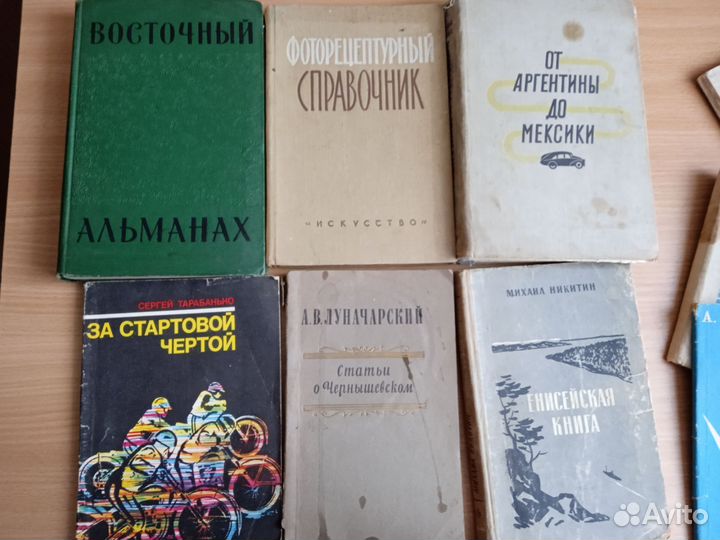 ВОСТОЧНЫЙ
АЛЬМАНАХ
ФОТОРЕЦЕПТУРНЫЙ
СПРАВОЧНИК
"ИСКУССТВО"
ОТ
АРГЕНТИНЫ
ДО
МЕКСИКИ
СЕРГЕЙ ТАРАБАНЬКО
ЗА СТАРТОВОЙ
ЧЕРТОЙ
А.В.ЛУНАЧАРСКИЙ
Статьи
о Чернышевском
МИХАИЛ НИКИТИН
ЕНИСЕЙСКАЯ
КНИГА
А.
Avito